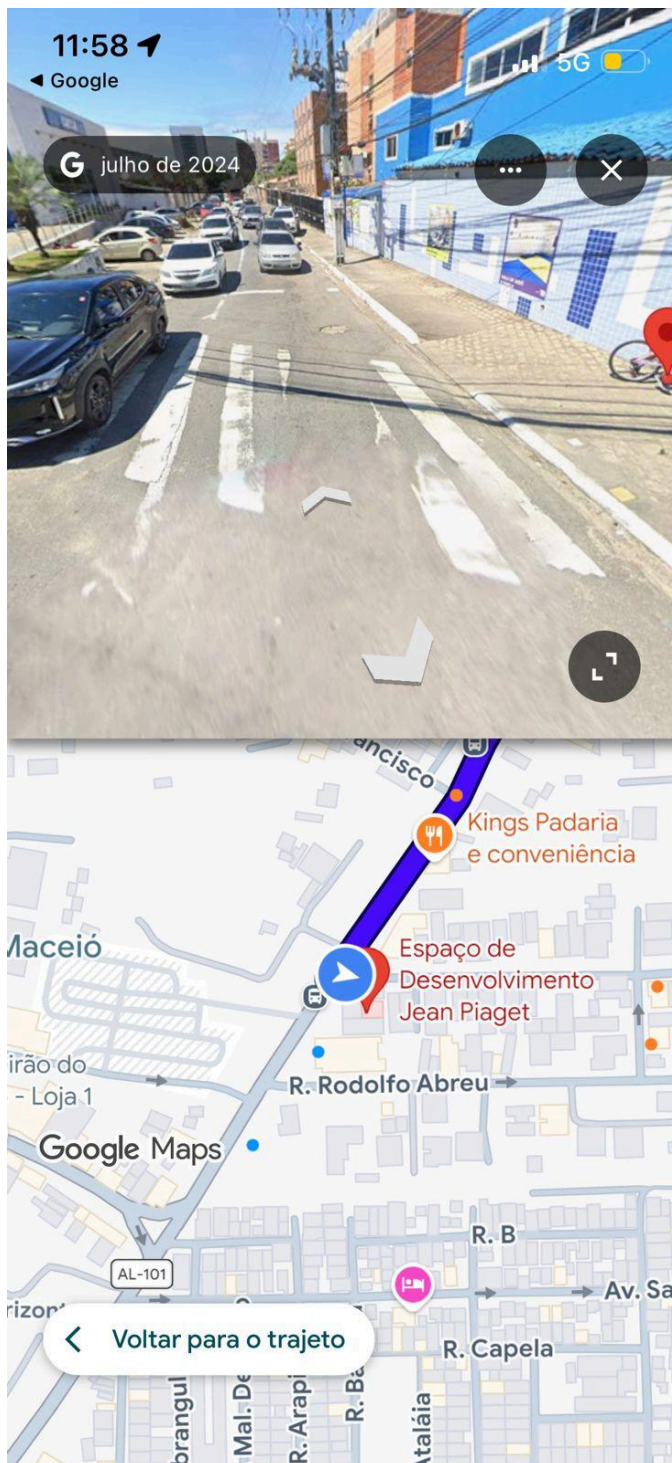 11:58
5G
◀ Google
G julho de 2024
ancisco
Kings Padaria
e conveniência
Maceió
Espaço de
Desenvolvimento
Jean Piaget
irão do
- Loja 1
R. Rodolfo Abreu
Google Maps
R. B
AL-101
Av. Sa
rizon
Voltar para o trajeto
R. Capela
brangul
Mal. De
R. Arapi
R. Ba
Ataláia